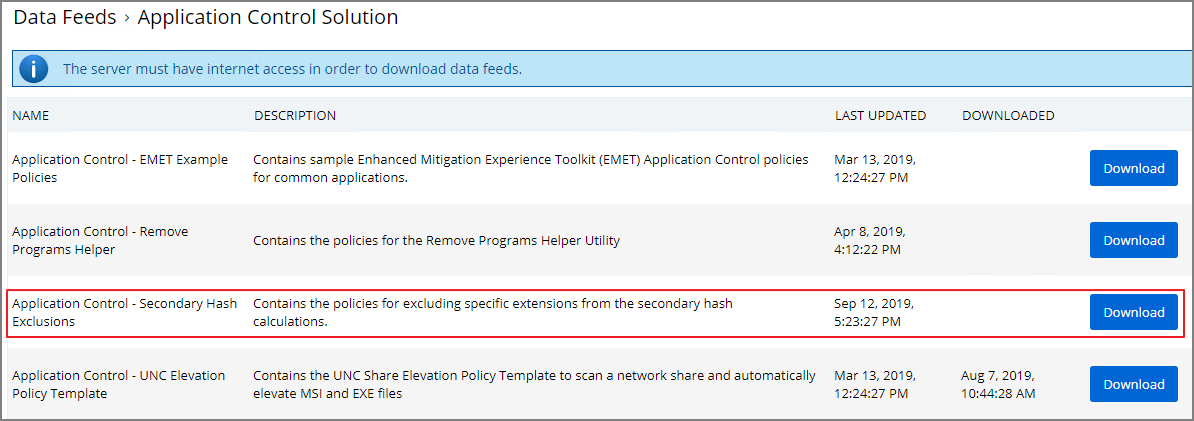 Data Feeds › Application Control Solution
i The server must have internet access in order to download data feeds.
NAME DESCRIPTION LAST UPDATED DOWNLOADED
Application Control - EMET Example Contains sample Enhanced Mitigation Experience Toolkit (EMET) Application Control policies Mar 13, 2019,
Policies for common applications. 12:24:27 PM
Download
Application Control - Remove Apr 8, 2019,
Programs Helper Contains the policies for the Remove Programs Helper Utility 4:12:22 PM
Download
Application Control - Secondary Hash Contains the policies for excluding specific extensions from the secondary hash Sep 12, 2019,
Exclusions calculations. 5:23:27 PM
Download
Application Control - UNC Elevation Contains the UNC Share Elevation Policy Template to scan a network share and automatically Mar 13, 2019, Aug 7, 2019,
Policy Template elevate MSI and EXE files 12:24:27 PM 10:44:28 AM
Download